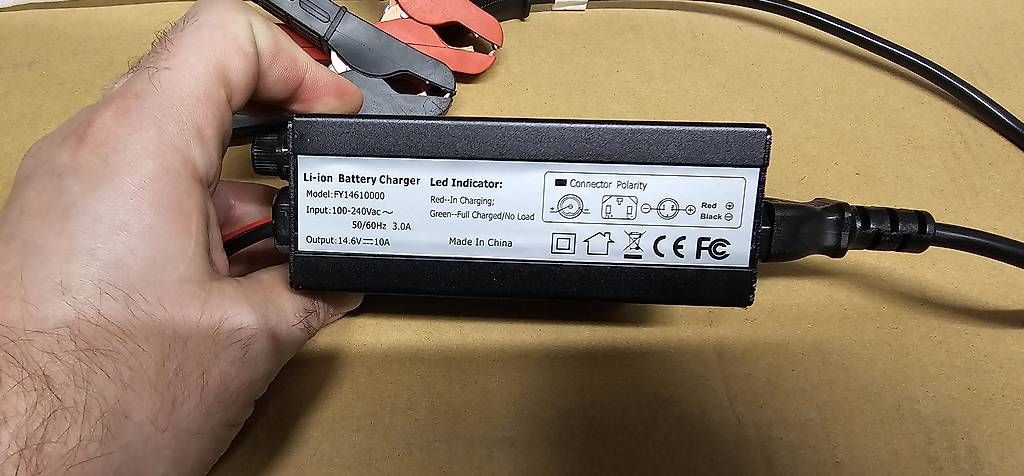 Li-ion Battery Charger
Model:FY14610000
Input:100-240Vac~
50/60Hz 3.0A
Output:14.6V⎓10A
Led Indicator:
Red--In Charging;
Green--Full Charged/No Load
Made In China
Connector Polarity
Red ⊕
Black ⊖
CE FC